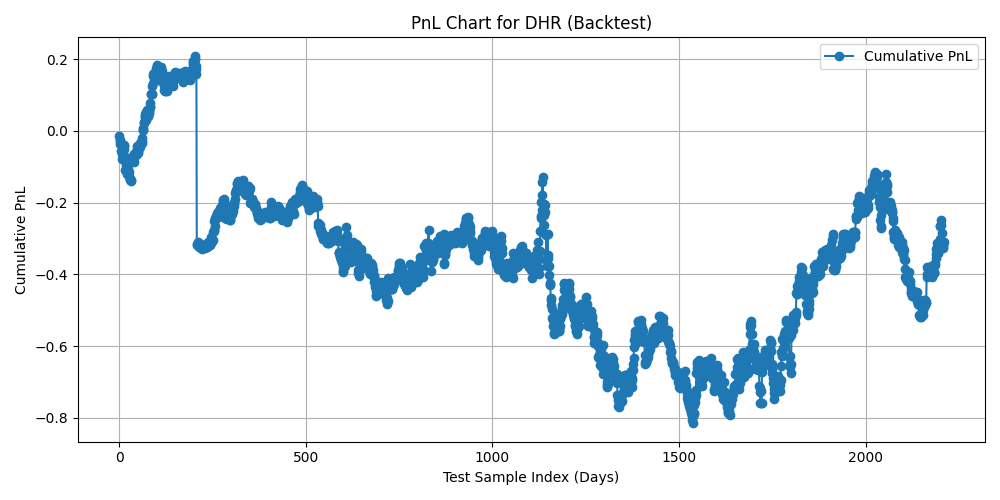 PnL Chart for DHR (Backtest)
Cumulative PnL
0.2
0.0
−0.2
−0.4
−0.6
−0.8
Cumulative PnL
0 500 1000 1500 2000
Test Sample Index (Days)